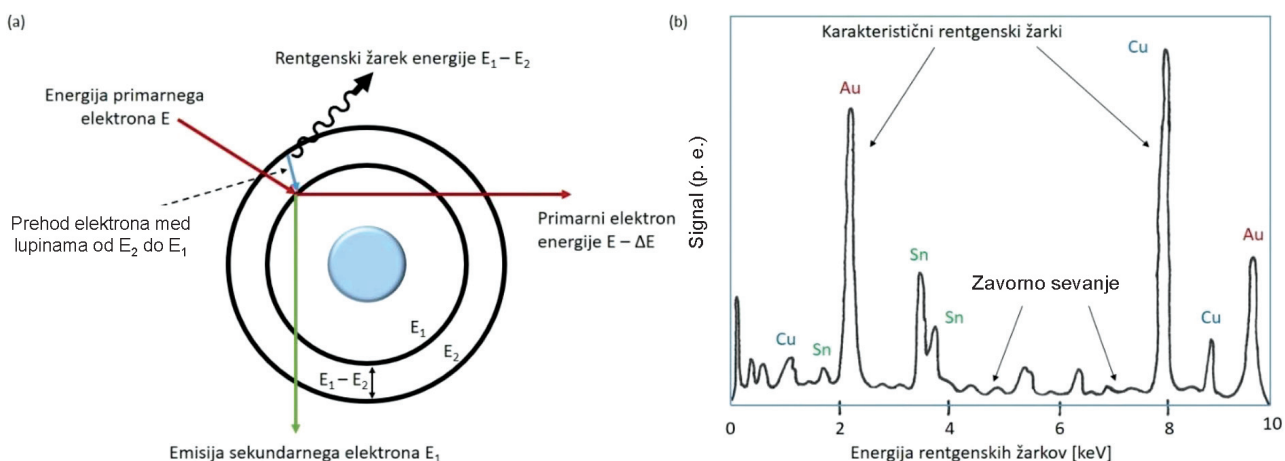 (a)
Rentgenski žarek energije E₁ – E₂
Energija primarnega
elektrona E
Prehod elektrona med
lupinama od E₂ do E₁
Primarni elektron
energije E – ΔE
E₁
E₂
E₁ – E₂
Emisija sekundarnega elektrona E₁
(b)
Karakteristični rentgenski žarki
Cu
Au
Signal (p. e.)
Sn
Sn
Zavorno sevanje
Au
Cu
Sn
Cu
0 2 4 6 8 10
Energija rentgenskih žarkov [keV]